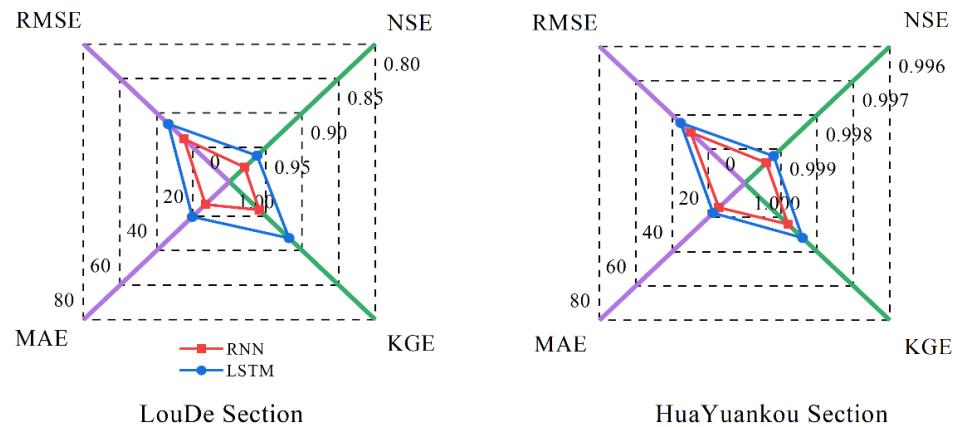 RMSE
NSE
0.80
0.85
0.90
0
0.95
20
1.00
40
60
80
MAE
KGE
RNN
LSTM
LouDe Section
RMSE
NSE
0.996
0.997
0.998
0
0.999
20
1.000
40
60
80
MAE
KGE
HuaYuankou Section